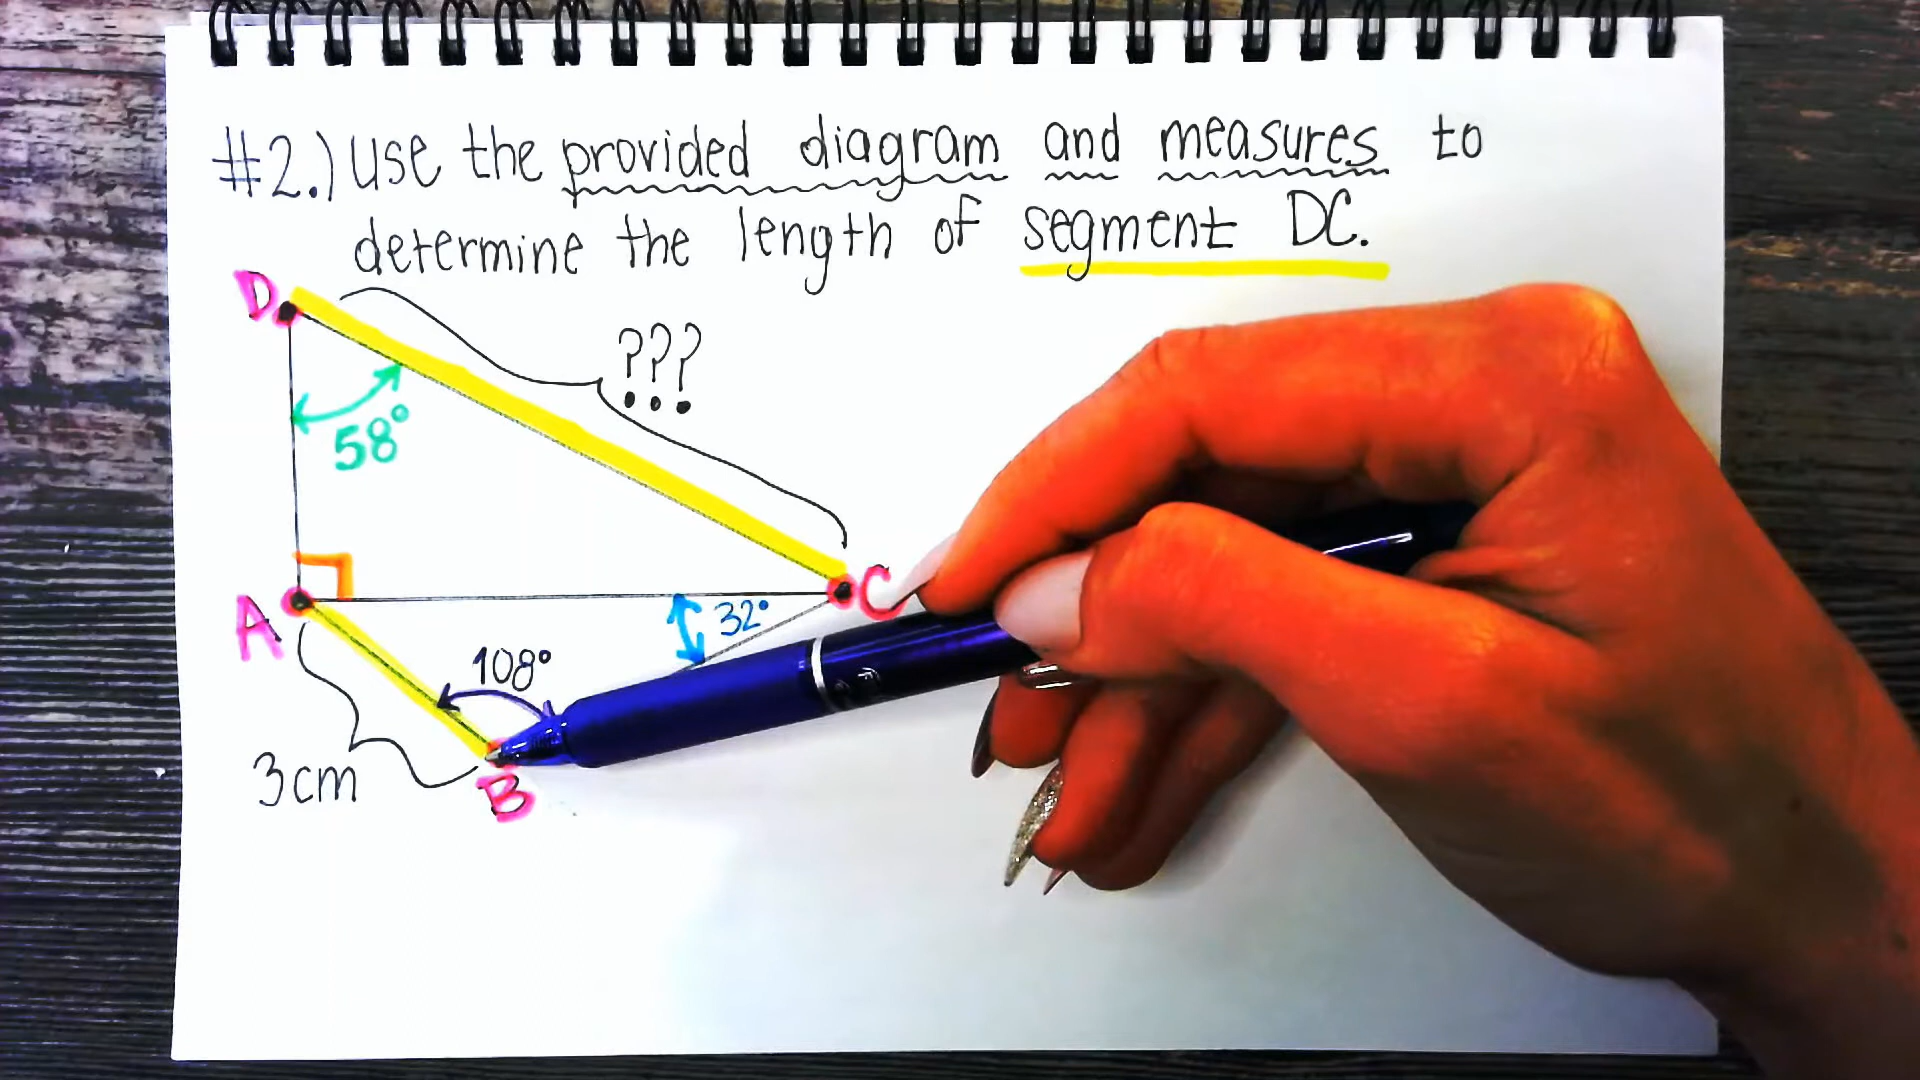 #2.) Use the provided diagram and measures to
determine the length of segment DC.
D
???
58°
A
C
32°
108°
3cm
B